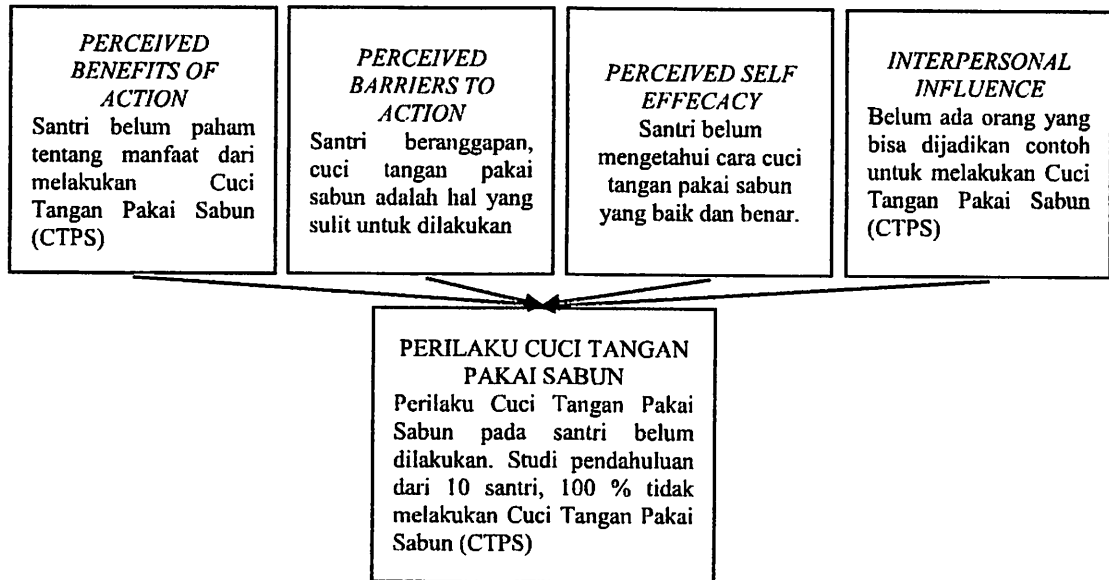 PERCEIVED
BENEFITS OF
ACTION
Santri belum paham
tentang manfaat dari
melakukan Cuci
Tangan Pakai Sabun
(CTPS)
PERCEIVED
BARRIERS TO
ACTION
Santri beranggapan,
cuci tangan pakai
sabun adalah hal yang
sulit untuk dilakukan
PERCEIVED SELF
EFFECACY
Santri belum
mengetahui cara cuci
tangan pakai sabun
yang baik dan benar.
INTERPERSONAL
INFLUENCE
Belum ada orang yang
bisa dijadikan contoh
untuk melakukan Cuci
Tangan Pakai Sabun
(CTPS)
PERILAKU CUCI TANGAN
PAKAI SABUN
Perilaku Cuci Tangan Pakai
Sabun pada santri belum
dilakukan. Studi pendahuluan
dari 10 santri, 100 % tidak
melakukan Cuci Tangan Pakai
Sabun (CTPS)